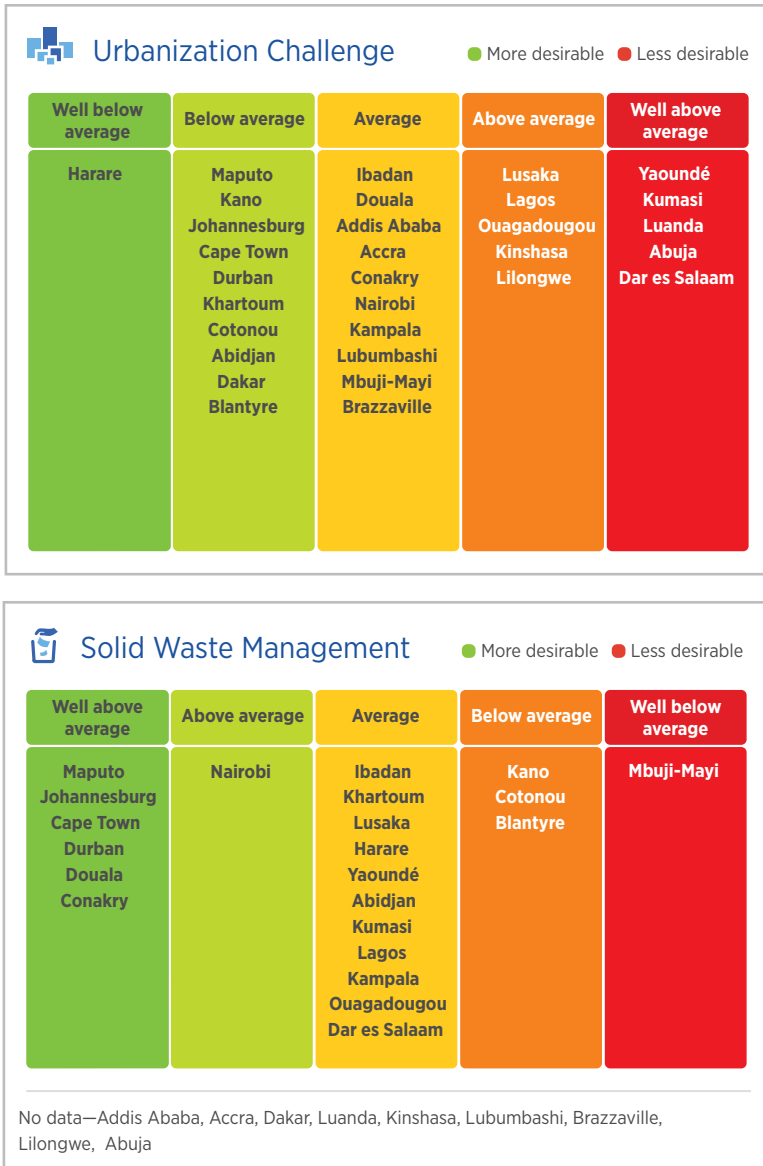 Urbanization Challenge
More desirable
Less desirable
Well below
average
Below average
Average
Above average
Well above
average
Harare
Maputo
Kano
Johannesburg
Cape Town
Durban
Khartoum
Cotonou
Abidjan
Dakar
Blantyre
Ibadan
Douala
Addis Ababa
Accra
Conakry
Nairobi
Kampala
Lubumbashi
Mbuji-Mayi
Brazzaville
Lusaka
Lagos
Ouagadougou
Kinshasa
Lilongwe
Yaoundé
Kumasi
Luanda
Abuja
Dar es Salaam
Solid Waste Management
More desirable
Less desirable
Well above
average
Above average
Average
Below average
Well below
average
Maputo
Johannesburg
Cape Town
Durban
Douala
Conakry
Nairobi
Ibadan
Khartoum
Lusaka
Harare
Yaoundé
Abidjan
Kumasi
Lagos
Kampala
Ouagadougou
Dar es Salaam
Kano
Cotonou
Blantyre
Mbuji-Mayi
No data—Addis Ababa, Accra, Dakar, Luanda, Kinshasa, Lubumbashi, Brazzaville,
Lilongwe, Abuja